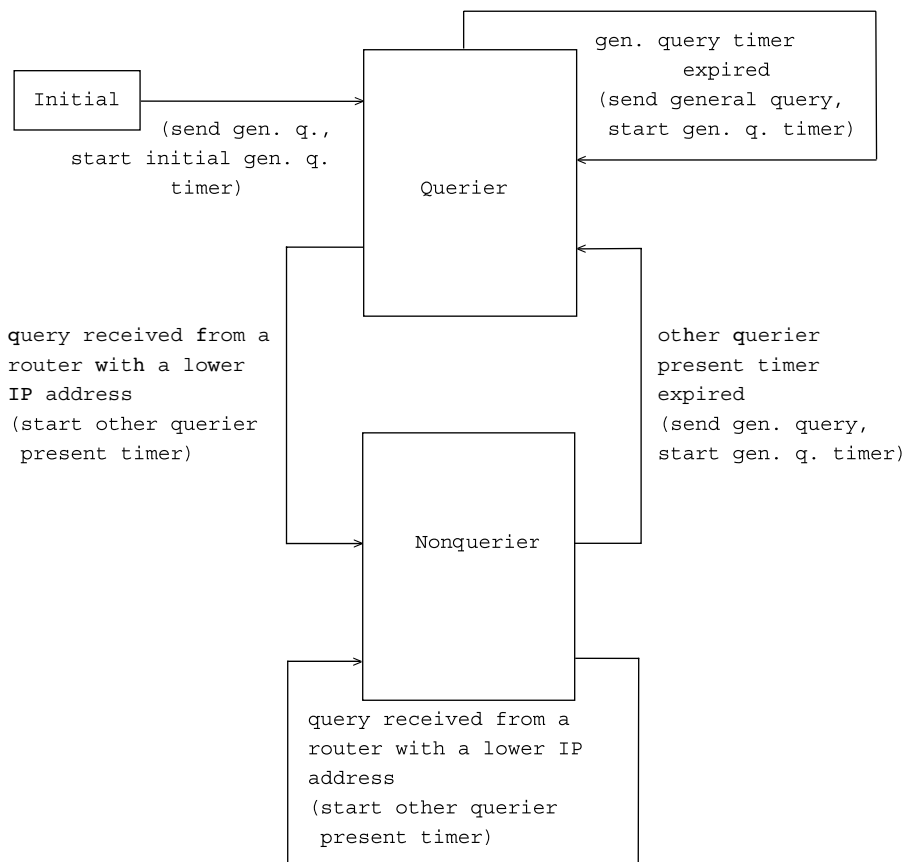 gen. query timer
expired
(send general query,
start gen. q. timer)
Initial
(send gen. q.,
start initial gen. q.
timer)
Querier
query received from a
router with a lower
IP address
(start other querier
present timer)
other querier
present timer
expired
(send gen. query,
start gen. q. timer)
Nonquerier
query received from a
router with a lower IP
address
(start other querier
present timer)